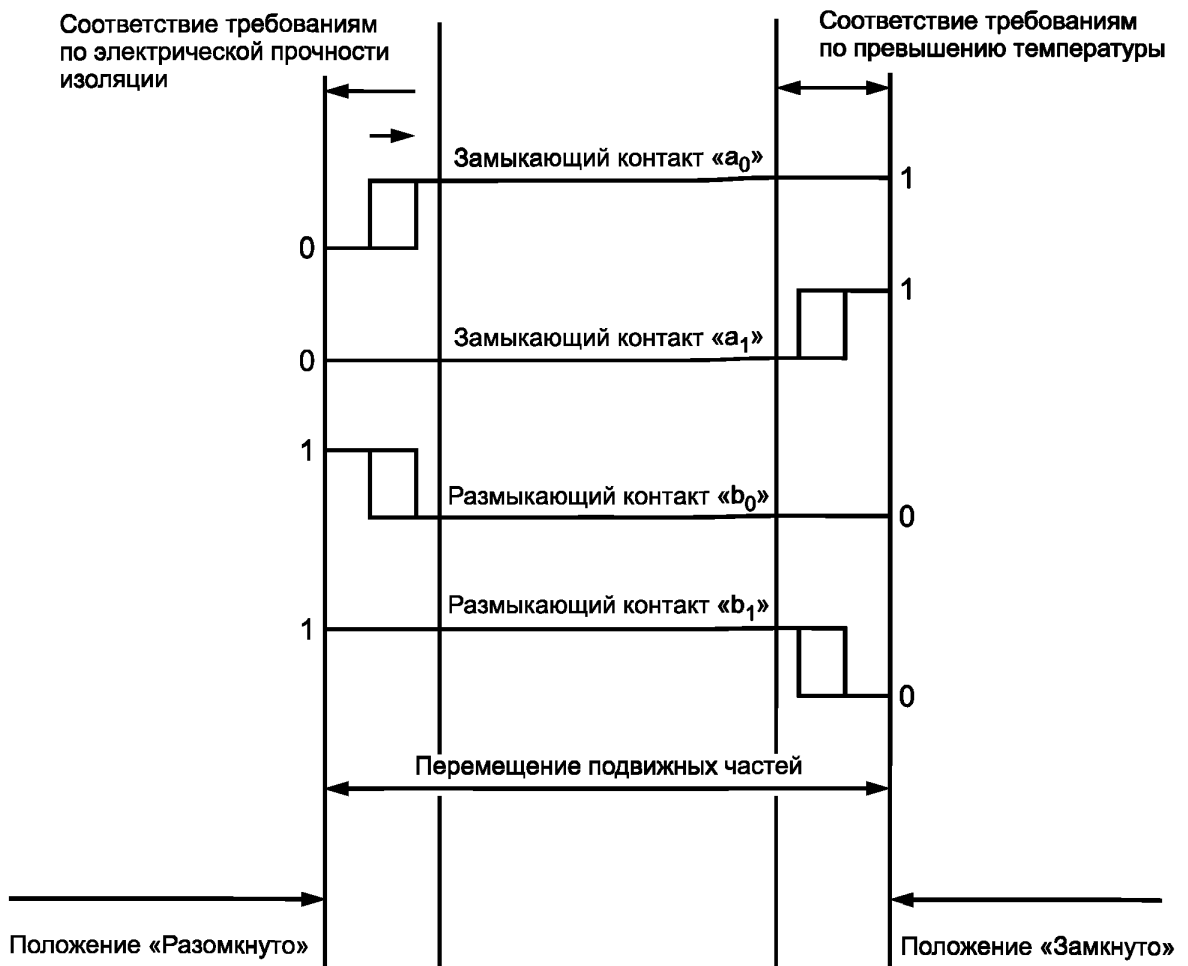 Соответствие требованиям
по электрической прочности
изоляции
Соответствие требованиям
по превышению температуры
Замыкающий контакт «a0»
1
0
1
Замыкающий контакт «a1»
0
1
Размыкающий контакт «b0»
0
Размыкающий контакт «b1»
1
0
Перемещение подвижных частей
Положение «Разомкнуто»
Положение «Замкнуто»